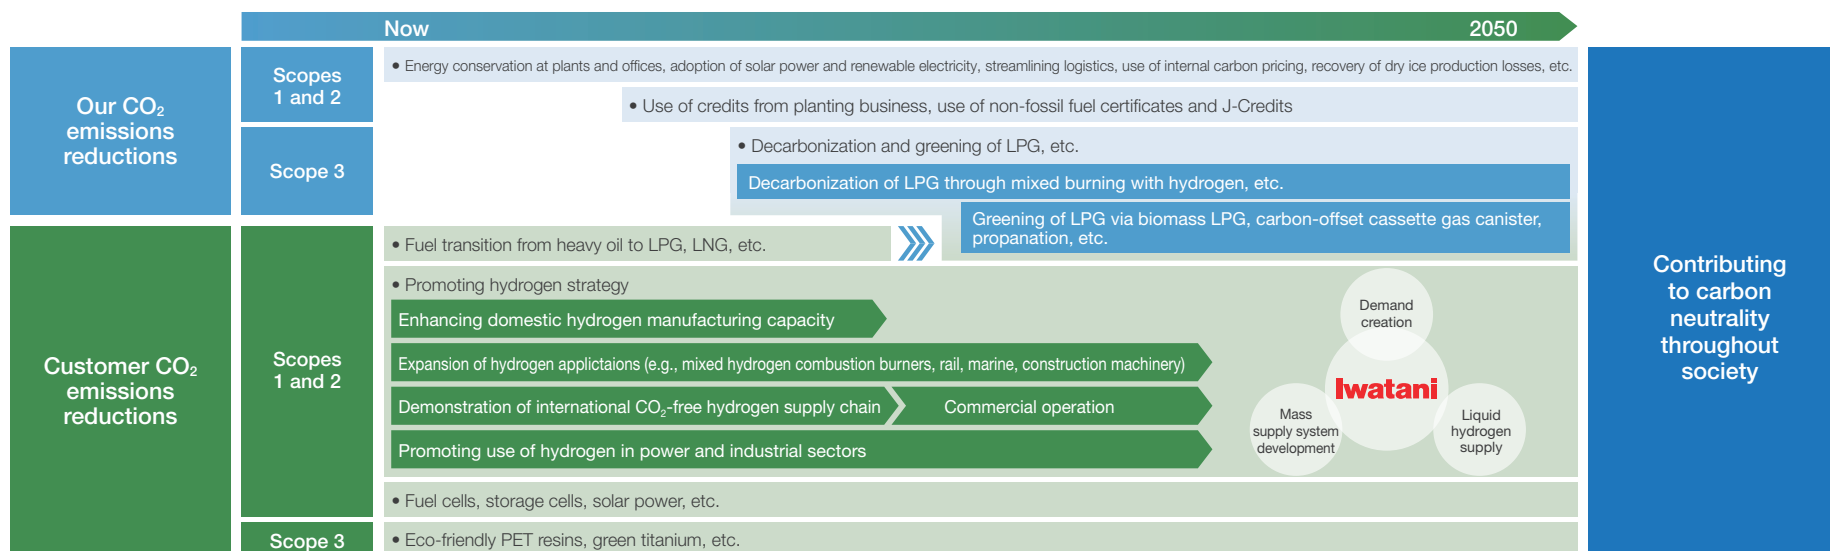 Now
2050
Our CO₂
emissions
reductions
Scopes
1 and 2
• Energy conservation at plants and offices, adoption of solar power and renewable electricity, streamlining logistics, use of internal carbon pricing, recovery of dry ice production losses, etc.
• Use of credits from planting business, use of non-fossil fuel certificates and J-Credits
Scope 3
• Decarbonization and greening of LPG, etc.
Decarbonization of LPG through mixed burning with hydrogen, etc.
Greening of LPG via biomass LPG, carbon-offset cassette gas canister,
propanation, etc.
Customer CO₂
emissions
reductions
Scopes
1 and 2
• Fuel transition from heavy oil to LPG, LNG, etc.
• Promoting hydrogen strategy
Enhancing domestic hydrogen manufacturing capacity
Expansion of hydrogen applictaions (e.g., mixed hydrogen combustion burners, rail, marine, construction machinery)
Demonstration of international CO₂-free hydrogen supply chain
Commercial operation
Promoting use of hydrogen in power and industrial sectors
Demand
creation
Iwatani
Mass
supply system
development
Liquid
hydrogen
supply
• Fuel cells, storage cells, solar power, etc.
Scope 3
• Eco-friendly PET resins, green titanium, etc.
Contributing
to carbon
neutrality
throughout
society